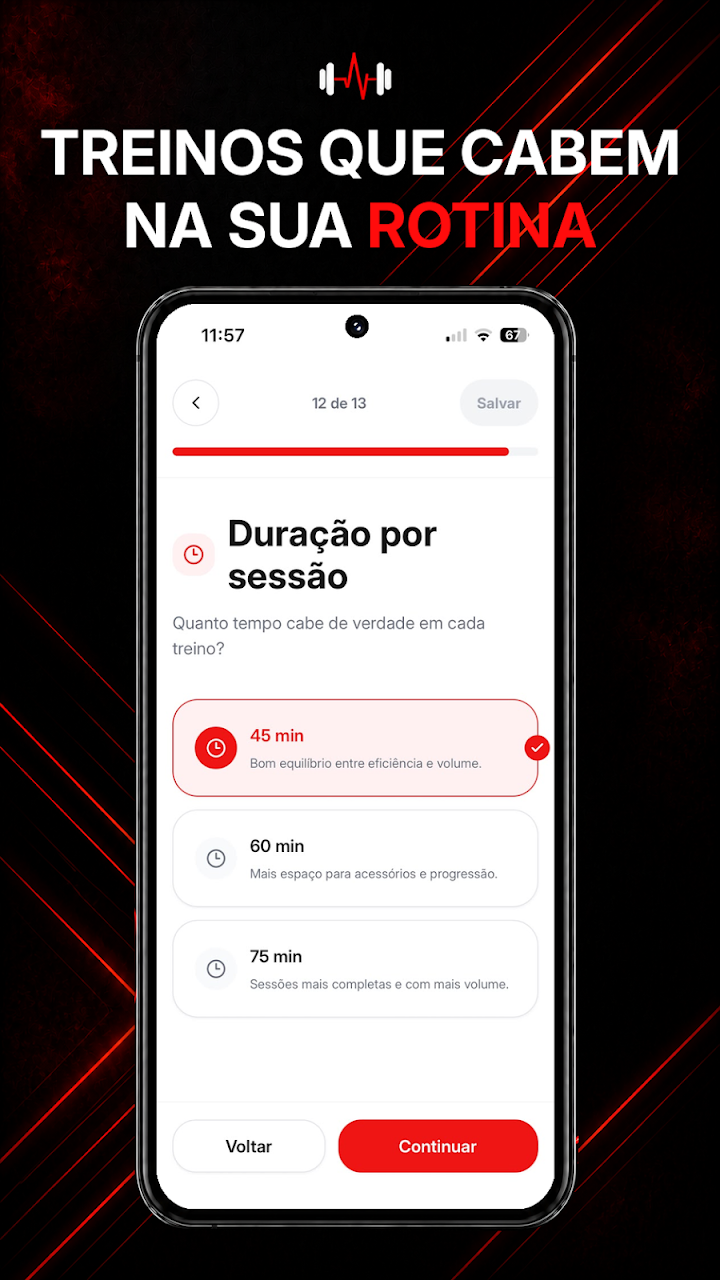 TREINOS QUE CABEM
NA SUA ROTINA
11:57
67
12 de 13
Salvar
Duração por
sessão
Quanto tempo cabe de verdade em cada
treino?
45 min
Bom equilíbrio entre eficiência e volume.
60 min
Mais espaço para acessórios e progressão.
75 min
Sessões mais completas e com mais volume.
Voltar
Continuar